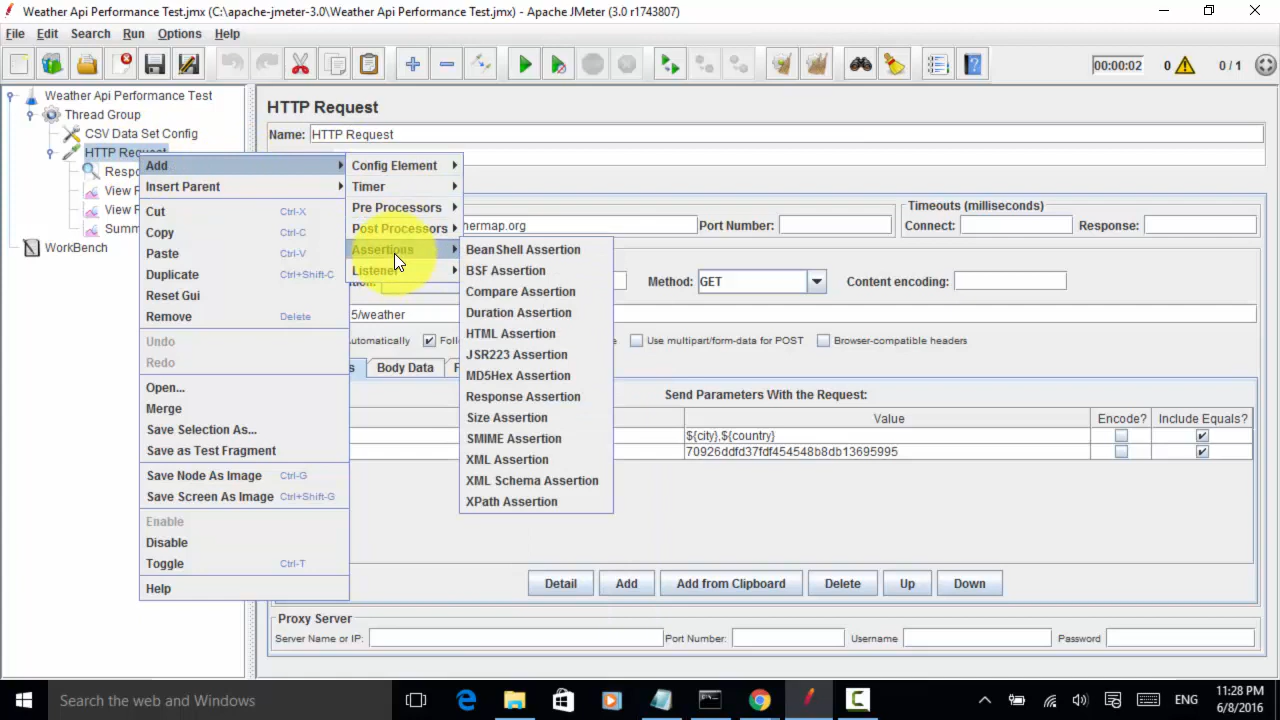 Weather Api Performance Test.jmx (C:\apache-jmeter-3.0\Weather Api Performance Test.jmx) - Apache JMeter (3.0 r1743807)
File Edit Search Run Options Help
00:00:02 0 0 / 1
Weather Api Performance Test
Thread Group
CSV Data Set Config
HTTP Request
Respo
View F
View F
Summ
WorkBench
Add
Insert Parent
Cut Ctrl-X
Copy Ctrl-C
Paste Ctrl-V
Duplicate Ctrl+Shift-C
Reset Gui
Remove Delete
Undo
Redo
Open...
Merge
Save Selection As...
Save as Test Fragment
Save Node As Image Ctrl-G
Save Screen As Image Ctrl+Shift-G
Enable
Disable
Toggle Ctrl-T
Help
Config Element
Timer
Pre Processors
Post Processors
Assertions
Listener
BeanShell Assertion
BSF Assertion
Compare Assertion
Duration Assertion
HTML Assertion
JSR223 Assertion
MD5Hex Assertion
Response Assertion
Size Assertion
SMIME Assertion
XML Assertion
XML Schema Assertion
XPath Assertion
HTTP Request
Name: HTTP Request
Timeouts (milliseconds)
hermap.org Port Number: Connect: Response:
Method: GET Content encoding:
5/weather
utomatically Follo Use multipart/form-data for POST Browser-compatible headers
s Body Data F
Send Parameters With the Request:
Value Encode? Include Equals?
${city},${country}
70926ddfd37fdf454548b8db13695995
Detail Add Add from Clipboard Delete Up Down
Proxy Server
Server Name or IP: Port Number: Username Password
Search the web and Windows
ENG
11:28 PM
6/8/2016